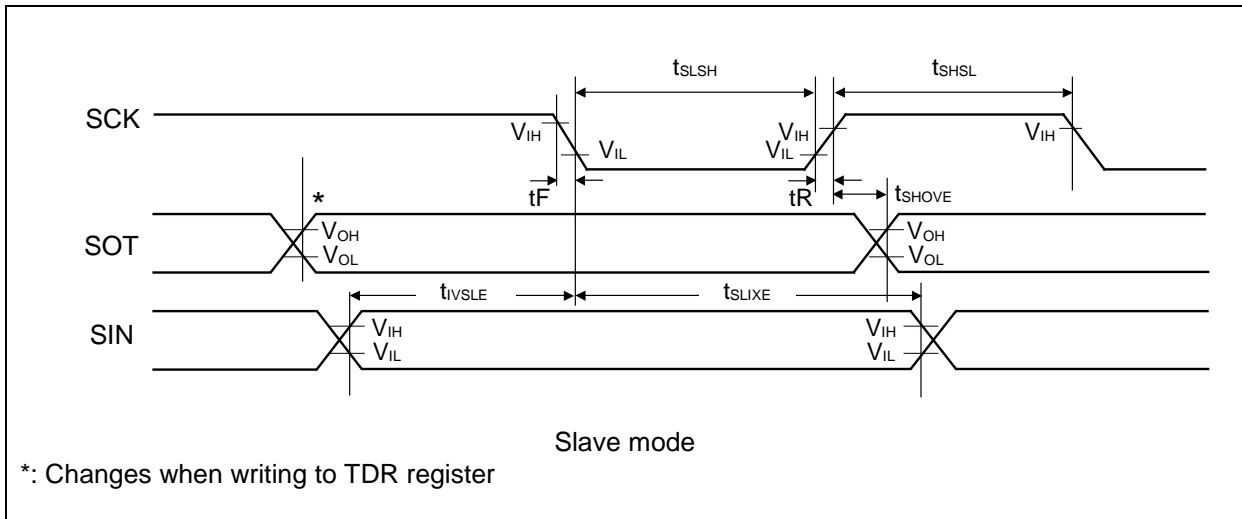 tSLSH tSHSL
SCK VIH VIL VIL VIH VIH
tF tR tSHOVE
*
SOT VOH VOL VOH VOL
tIVSLE tSLIXE
SIN VIH VIL VIH VIL
Slave mode
*: Changes when writing to TDR register